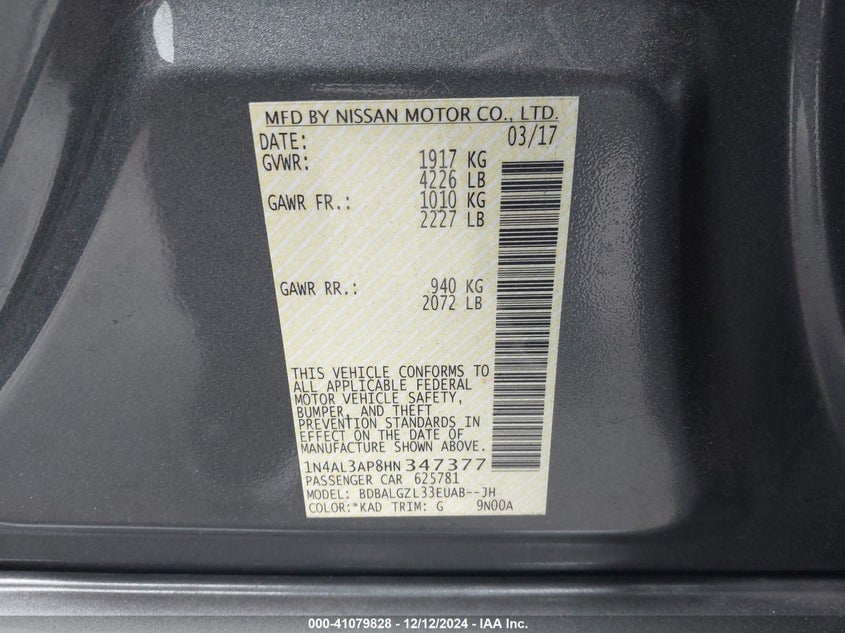 MFD BY NISSAN MOTOR CO., LTD.
DATE: 03/17
GVWR: 1917 KG
4226 LB
GAWR FR.: 1010 KG
2227 LB
GAWR RR.: 940 KG
2072 LB
THIS VEHICLE CONFORMS TO
ALL APPLICABLE FEDERAL
MOTOR VEHICLE SAFETY,
BUMPER, AND THEFT
PREVENTION STANDARDS IN
EFFECT ON THE DATE OF
MANUFACTURE SHOWN ABOVE.
1N4AL3AP8HN347377
PASSENGER CAR 625781
MODEL: BDBALGZL33EUAB--JH
COLOR:*KAD TRIM: G 9N00A
000-41079828 - 12/12/2024 - IAA Inc.